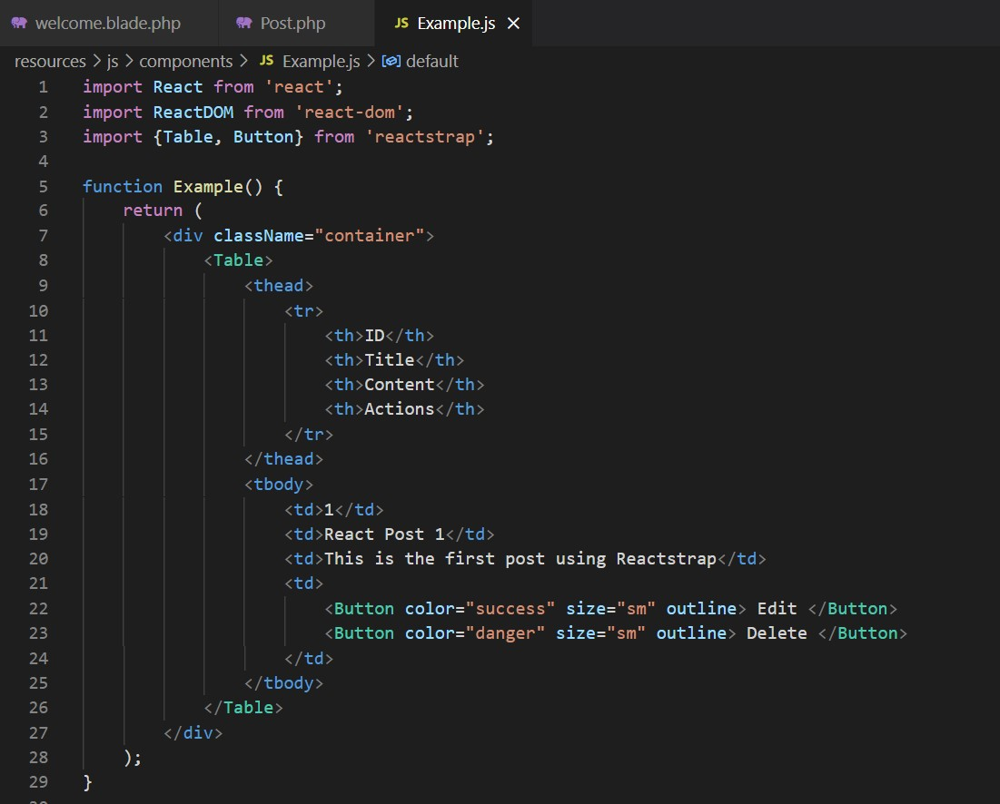 welcome.blade.php Post.php JS Example.js ×
resources > js > components > JS Example.js > default
1 import React from 'react';
2 import ReactDOM from 'react-dom';
3 import {Table, Button} from 'reactstrap';
4
5 function Example() {
6 return (
7 <div className="container">
8 <Table>
9 <thead>
10 <tr>
11 <th>ID</th>
12 <th>Title</th>
13 <th>Content</th>
14 <th>Actions</th>
15 </tr>
16 </thead>
17 <tbody>
18 <td>1</td>
19 <td>React Post 1</td>
20 <td>This is the first post using Reactstrap</td>
21 <td>
22 <Button color="success" size="sm" outline> Edit </Button>
23 <Button color="danger" size="sm" outline> Delete </Button>
24 </td>
25 </tbody>
26 </Table>
27 </div>
28 );
29 }